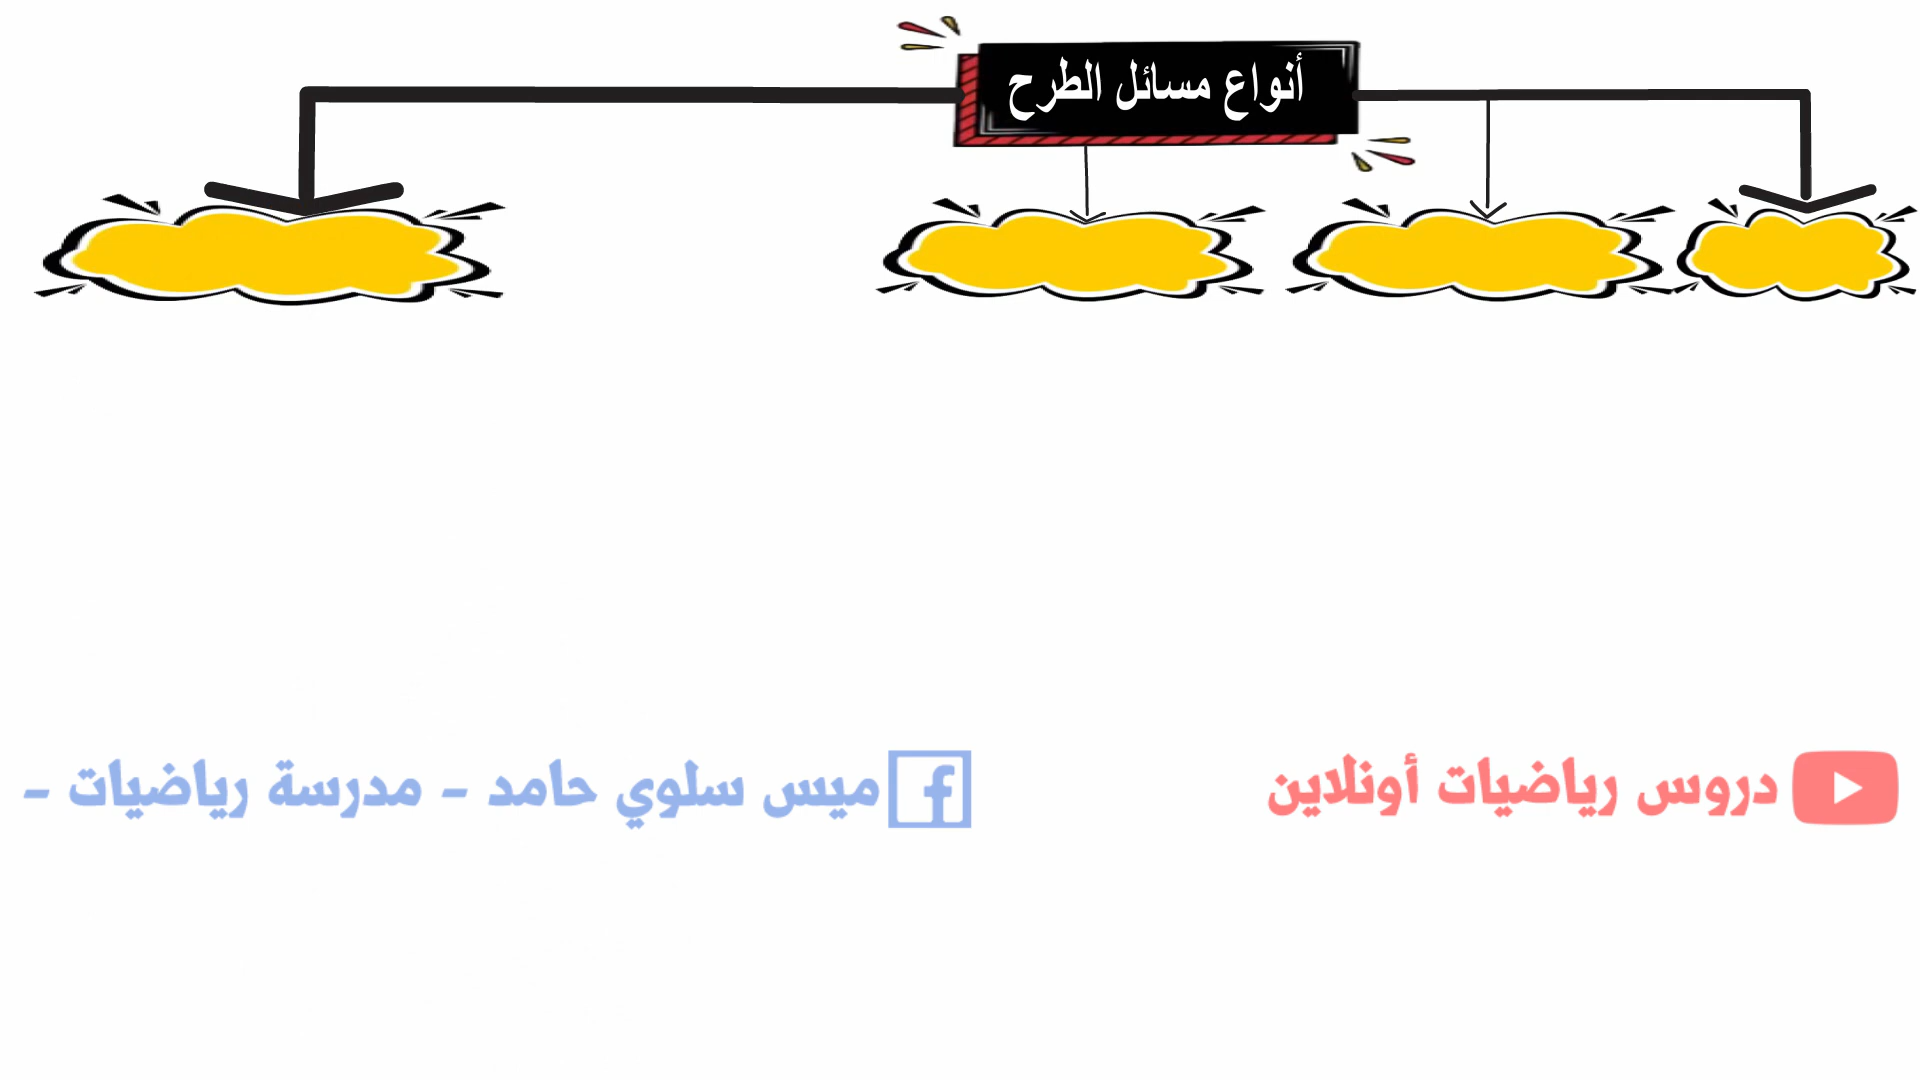 أنواع مسائل الطرح
دروس رياضيات أونلاين
ميس سلوي حامد - مدرسة رياضيات -